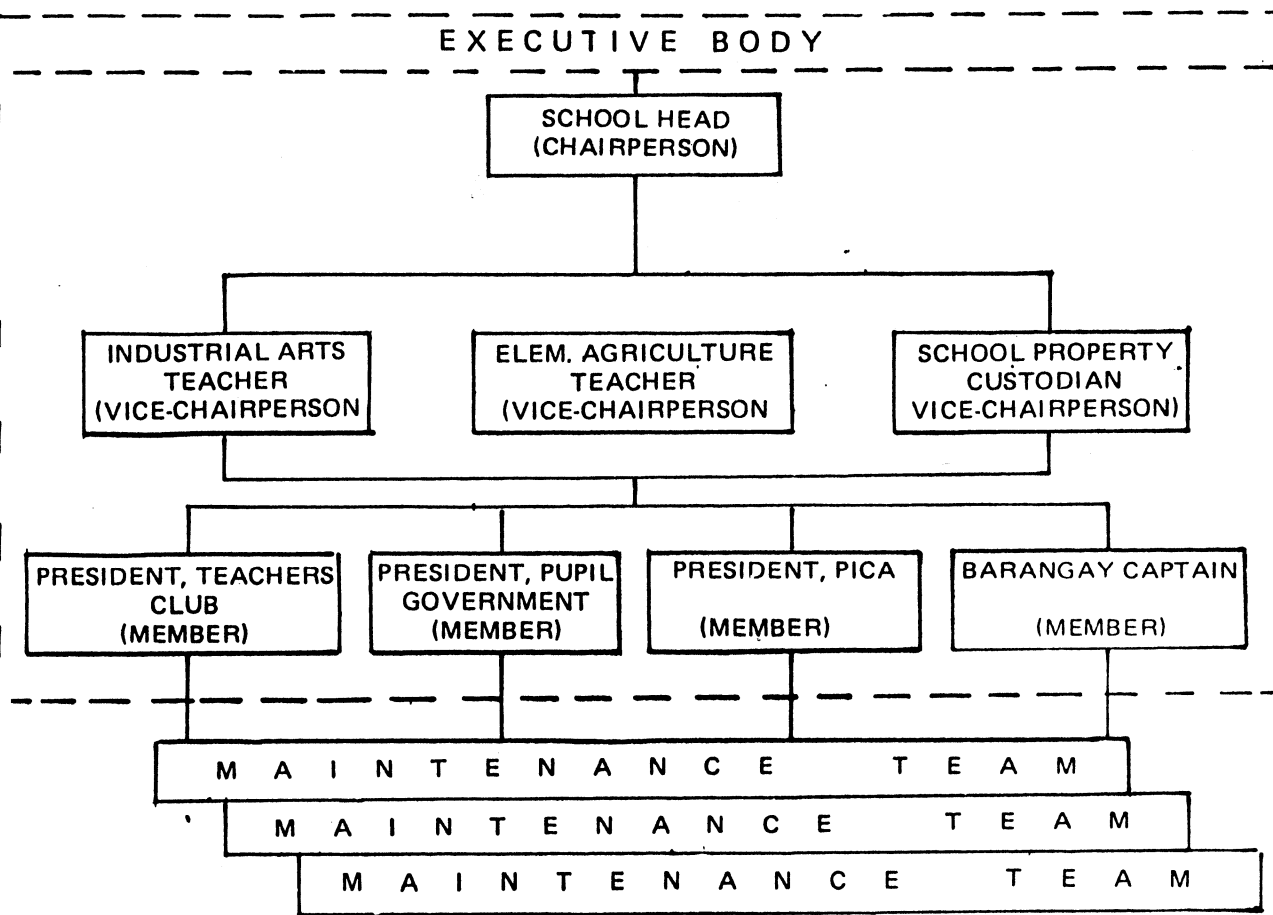 EXECUTIVE BODY
SCHOOL HEAD
(CHAIRPERSON)
INDUSTRIAL ARTS
TEACHER
(VICE-CHAIRPERSON
ELEM. AGRICULTURE
TEACHER
(VICE-CHAIRPERSON
SCHOOL PROPERTY
CUSTODIAN
VICE-CHAIRPERSON)
PRESIDENT, TEACHERS
CLUB
(MEMBER)
PRESIDENT, PUPIL
GOVERNMENT
(MEMBER)
PRESIDENT, PICA
(MEMBER)
BARANGAY CAPTAIN
(MEMBER)
MAINTENANCE TEAM
MAINTENANCE TEAM
MAINTENANCE TEAM